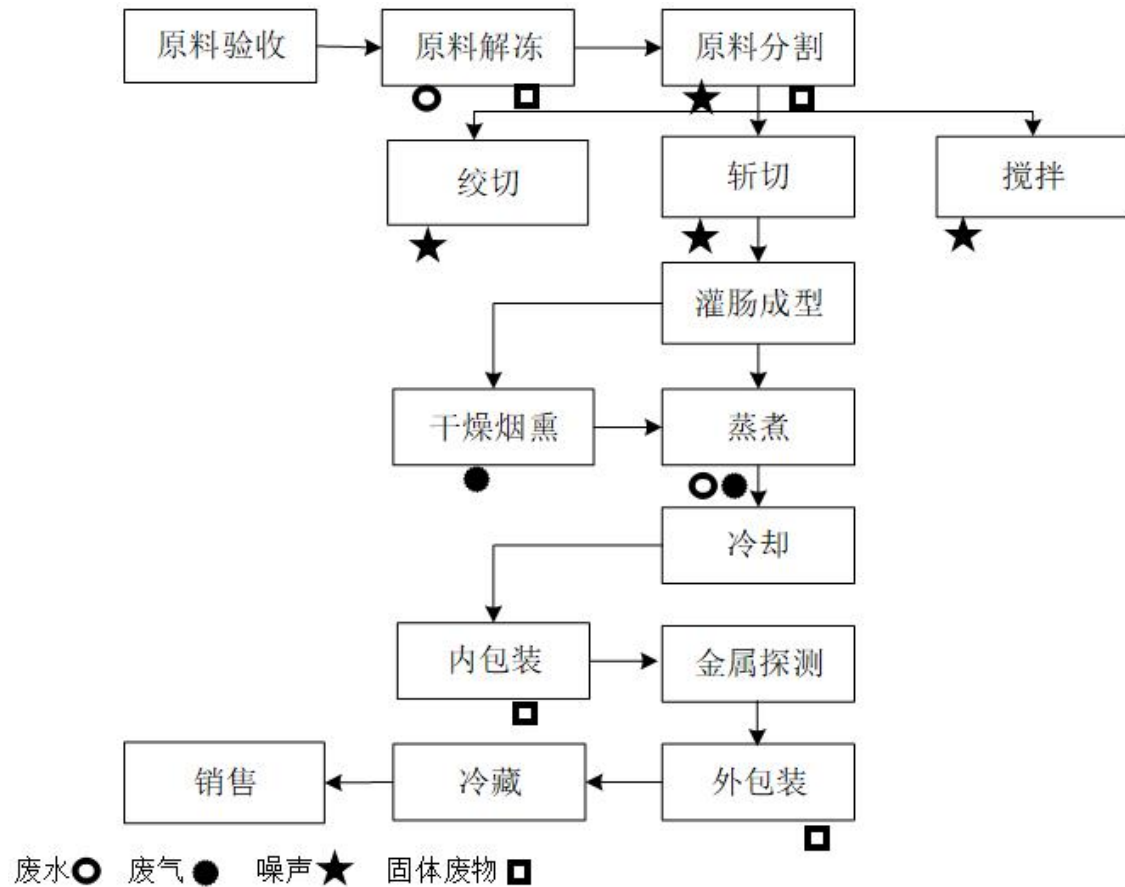 原料验收
原料解冻
原料分割
绞切
斩切
搅拌
灌肠成型
干燥烟熏
蒸煮
冷却
内包装
金属探测
销售
冷藏
外包装
废水 废气 噪声 固体废物